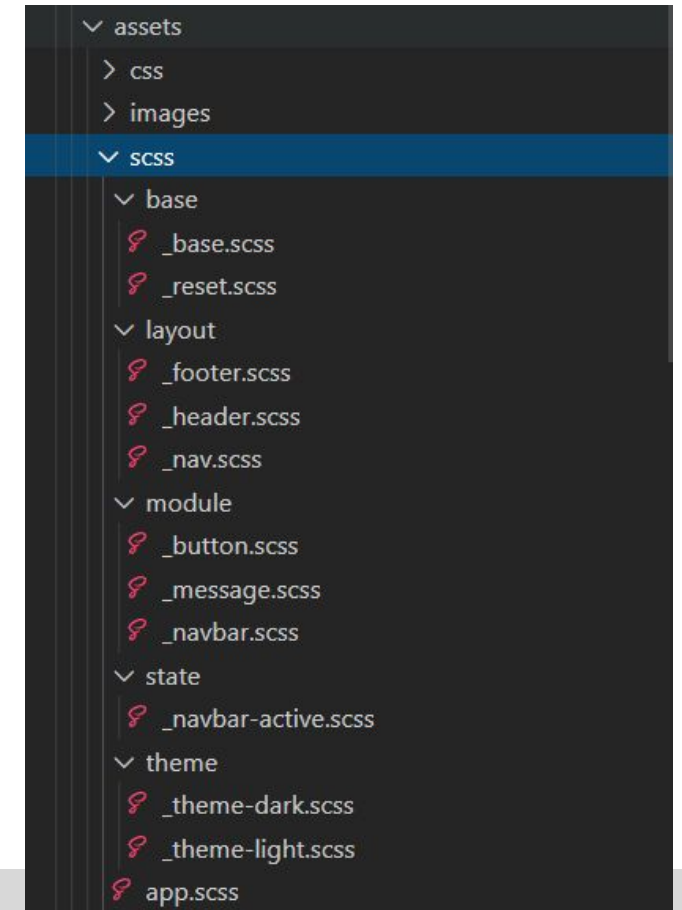 assets
css
images
scss
base
_base.scss
_reset.scss
layout
_footer.scss
_header.scss
_nav.scss
module
_button.scss
_message.scss
_navbar.scss
state
_navbar-active.scss
theme
_theme-dark.scss
_theme-light.scss
app.scss